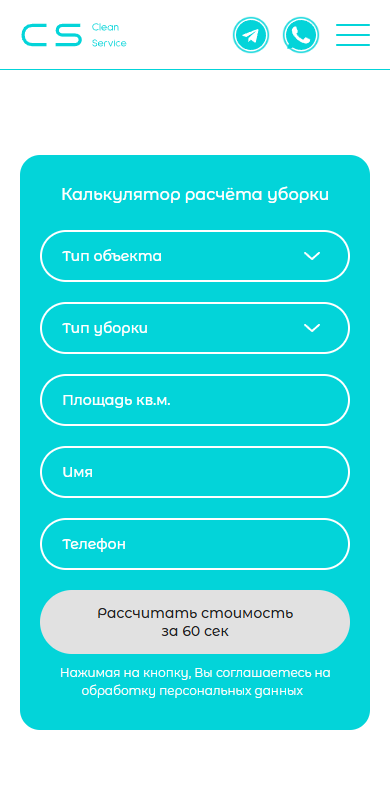 CS
Clean
Service
Калькулятор расчёта уборки
Тип объекта
Тип уборки
Площадь кв.м.
Имя
Телефон
Рассчитать стоимость
за 60 сек
Нажимая на кнопку, Вы соглашаетесь на
обработку персональных данных